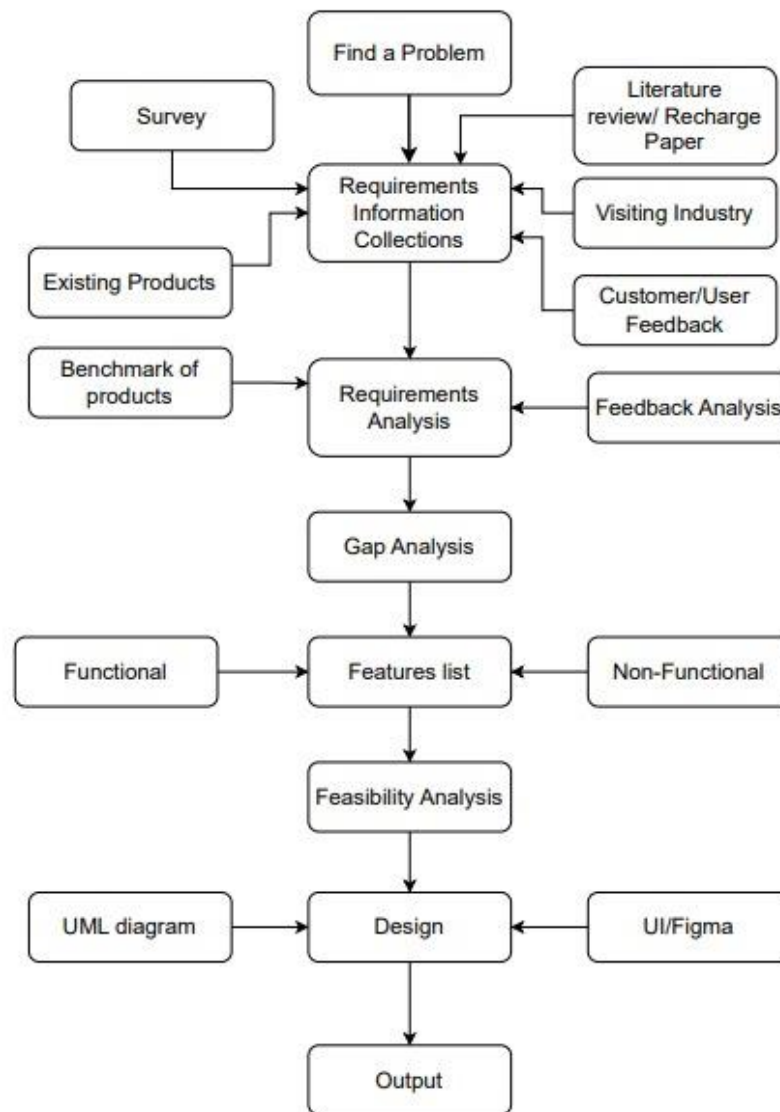 Find a Problem
Survey
Literature
review/ Recharge
Paper
Requirements
Information
Collections
Visiting Industry
Existing Products
Customer/User
Feedback
Benchmark of
products
Requirements
Analysis
Feedback Analysis
Gap Analysis
Functional
Features list
Non-Functional
Feasibility Analysis
UML diagram
Design
UI/Figma
Output